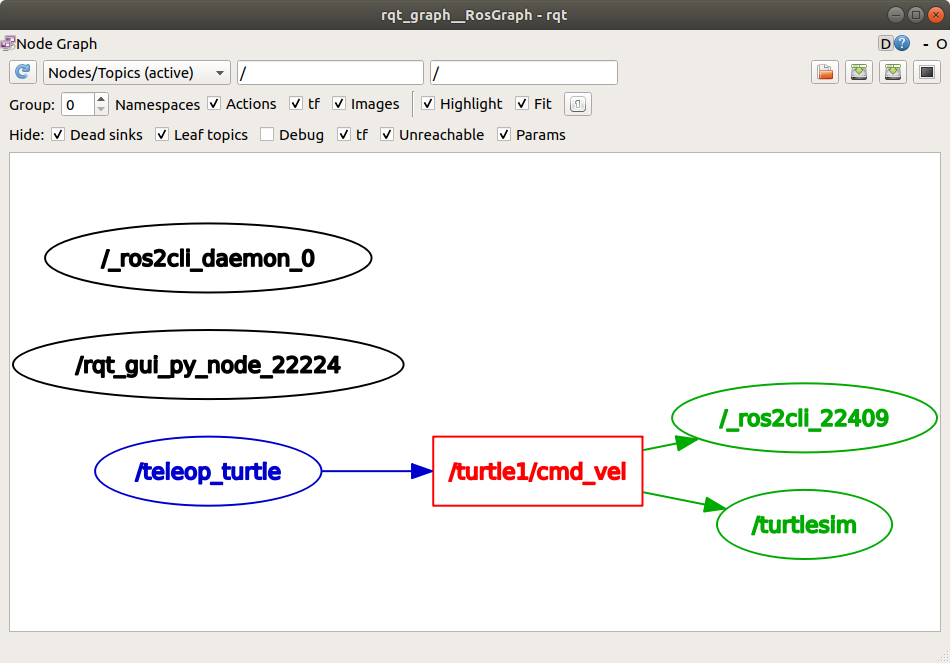 rqt_graph__RosGraph - rqt
Node Graph
D ? - O
Nodes/Topics (active) / /
Group: 0 Namespaces Actions tf Images Highlight Fit
Hide: Dead sinks Leaf topics Debug tf Unreachable Params
/_ros2cli_daemon_0
/rqt_gui_py_node_22224
/_ros2cli_22409
/teleop_turtle
/turtle1/cmd_vel
/turtlesim